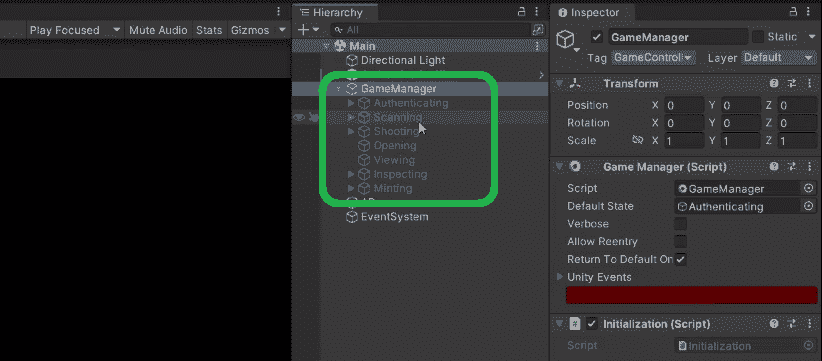 Play Focused
Mute Audio
Stats
Gizmos
Hierarchy
All
Main
Directional Light
GameManager
Authenticating
Scanning
Shooting
Opening
Viewing
Inspecting
Minting
EventSystem
Inspector
GameManager
Static
Tag GameControll
Layer Default
Transform
Position X 0 Y 0 Z 0
Rotation X 0 Y 0 Z 0
Scale X 1 Y 1 Z 1
Game Manager (Script)
Script GameManager
Default State Authenticating
Verbose
Allow Reentry
Return To Default On
Unity Events
Initialization (Script)
Script Initialization